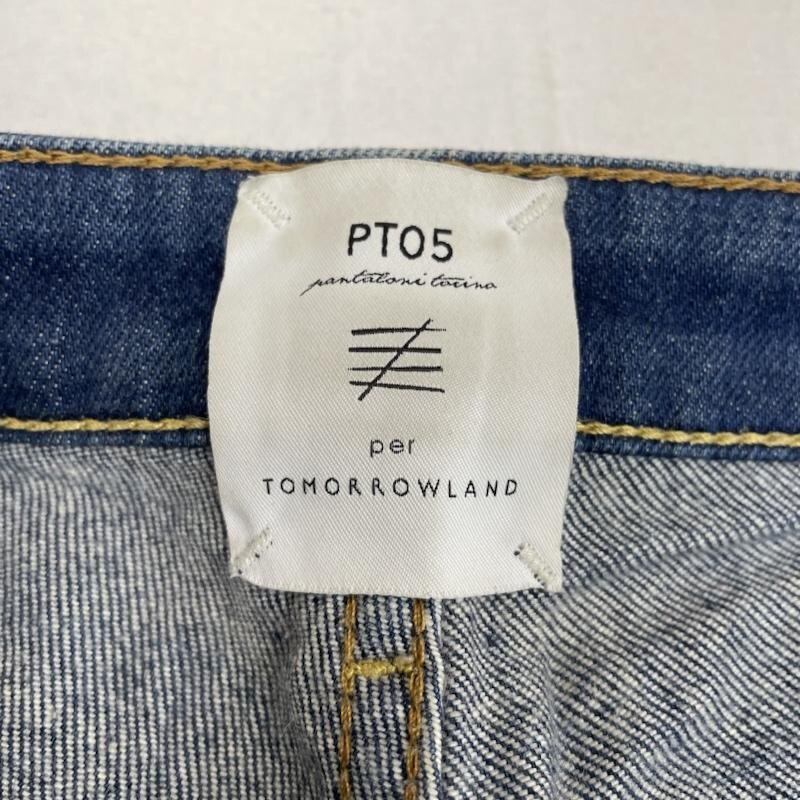 PT05
pantaloni torino
per
TOMORROWLAND